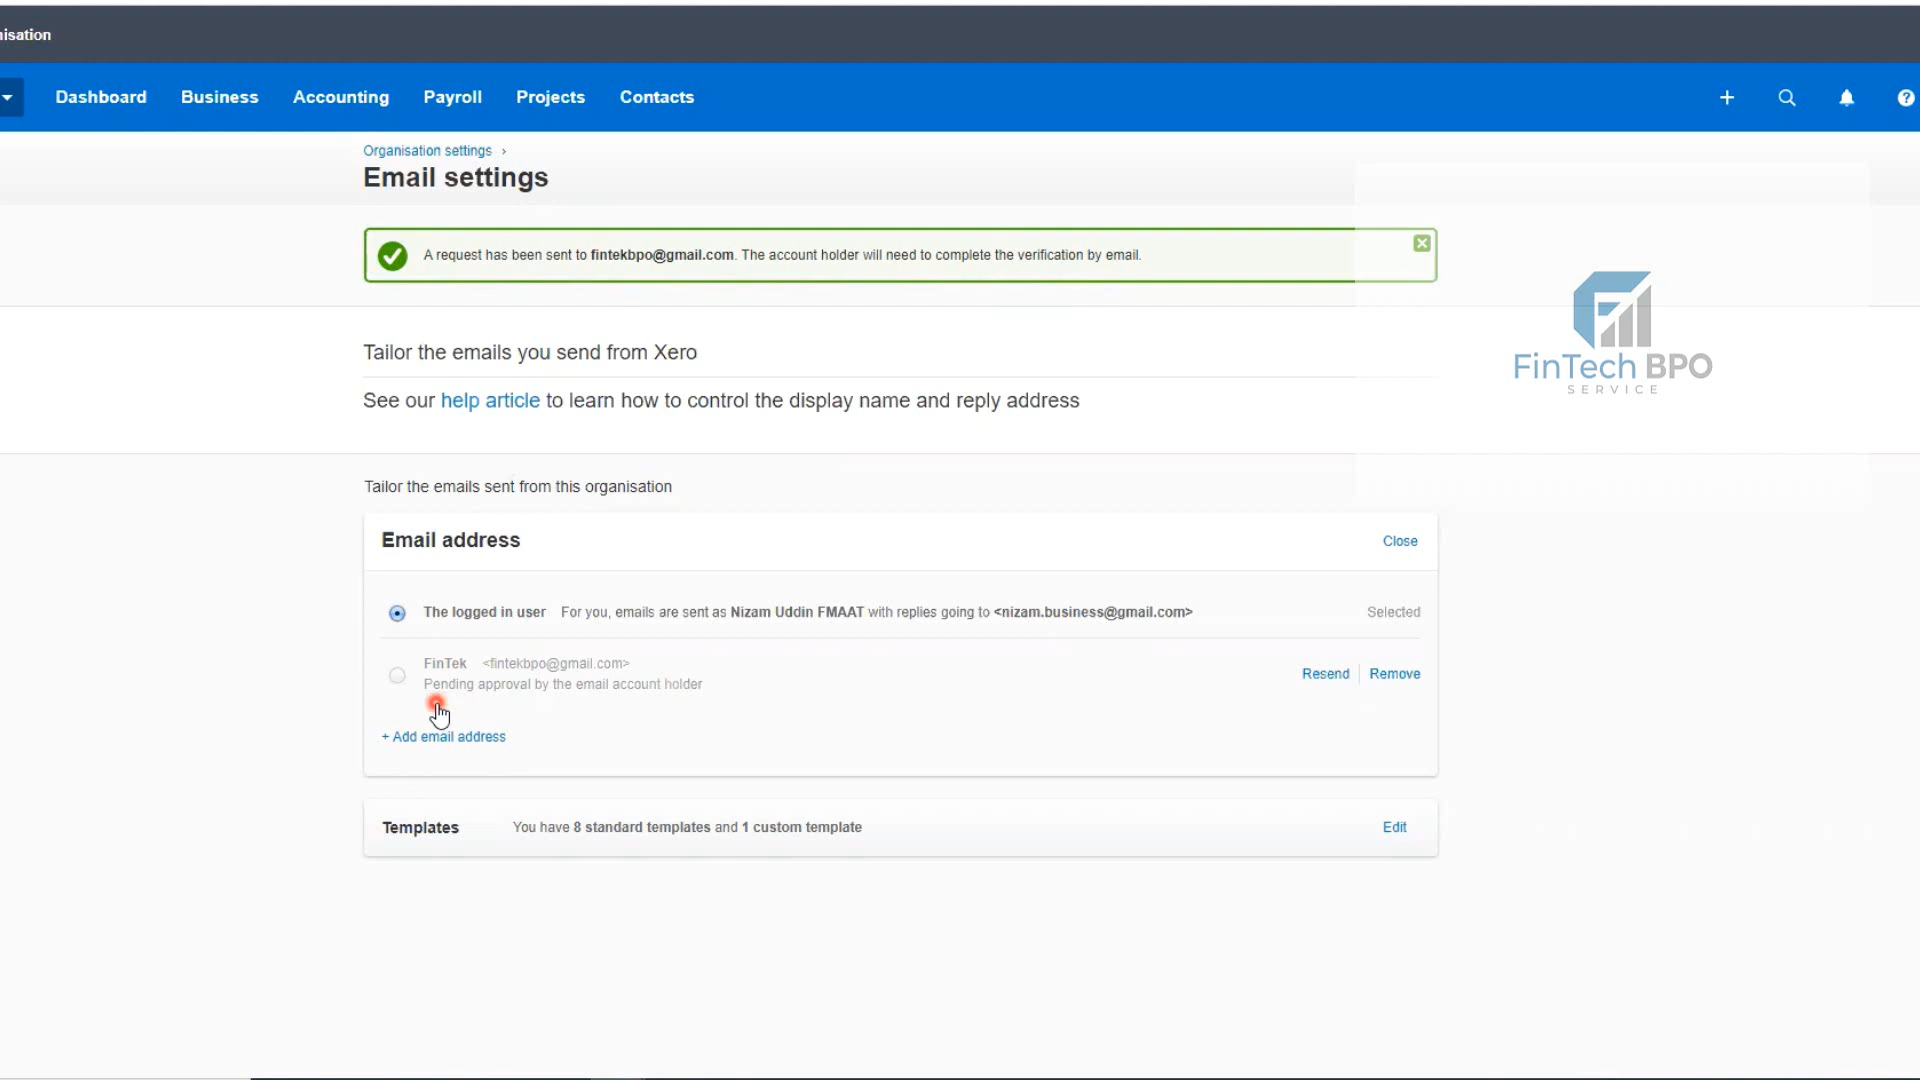 nisation
Dashboard Business Accounting Payroll Projects Contacts
Organisation settings ›
Email settings
A request has been sent to fintekbpo@gmail.com. The account holder will need to complete the verification by email.
FinTech BPO
SERVICE
Tailor the emails you send from Xero
See our help article to learn how to control the display name and reply address
Tailor the emails sent from this organisation
Email address Close
The logged in user For you, emails are sent as Nizam Uddin FMAAT with replies going to <nizam.business@gmail.com> Selected
FinTek <fintekbpo@gmail.com>
Pending approval by the email account holder
Resend Remove
+ Add email address
Templates You have 8 standard templates and 1 custom template Edit